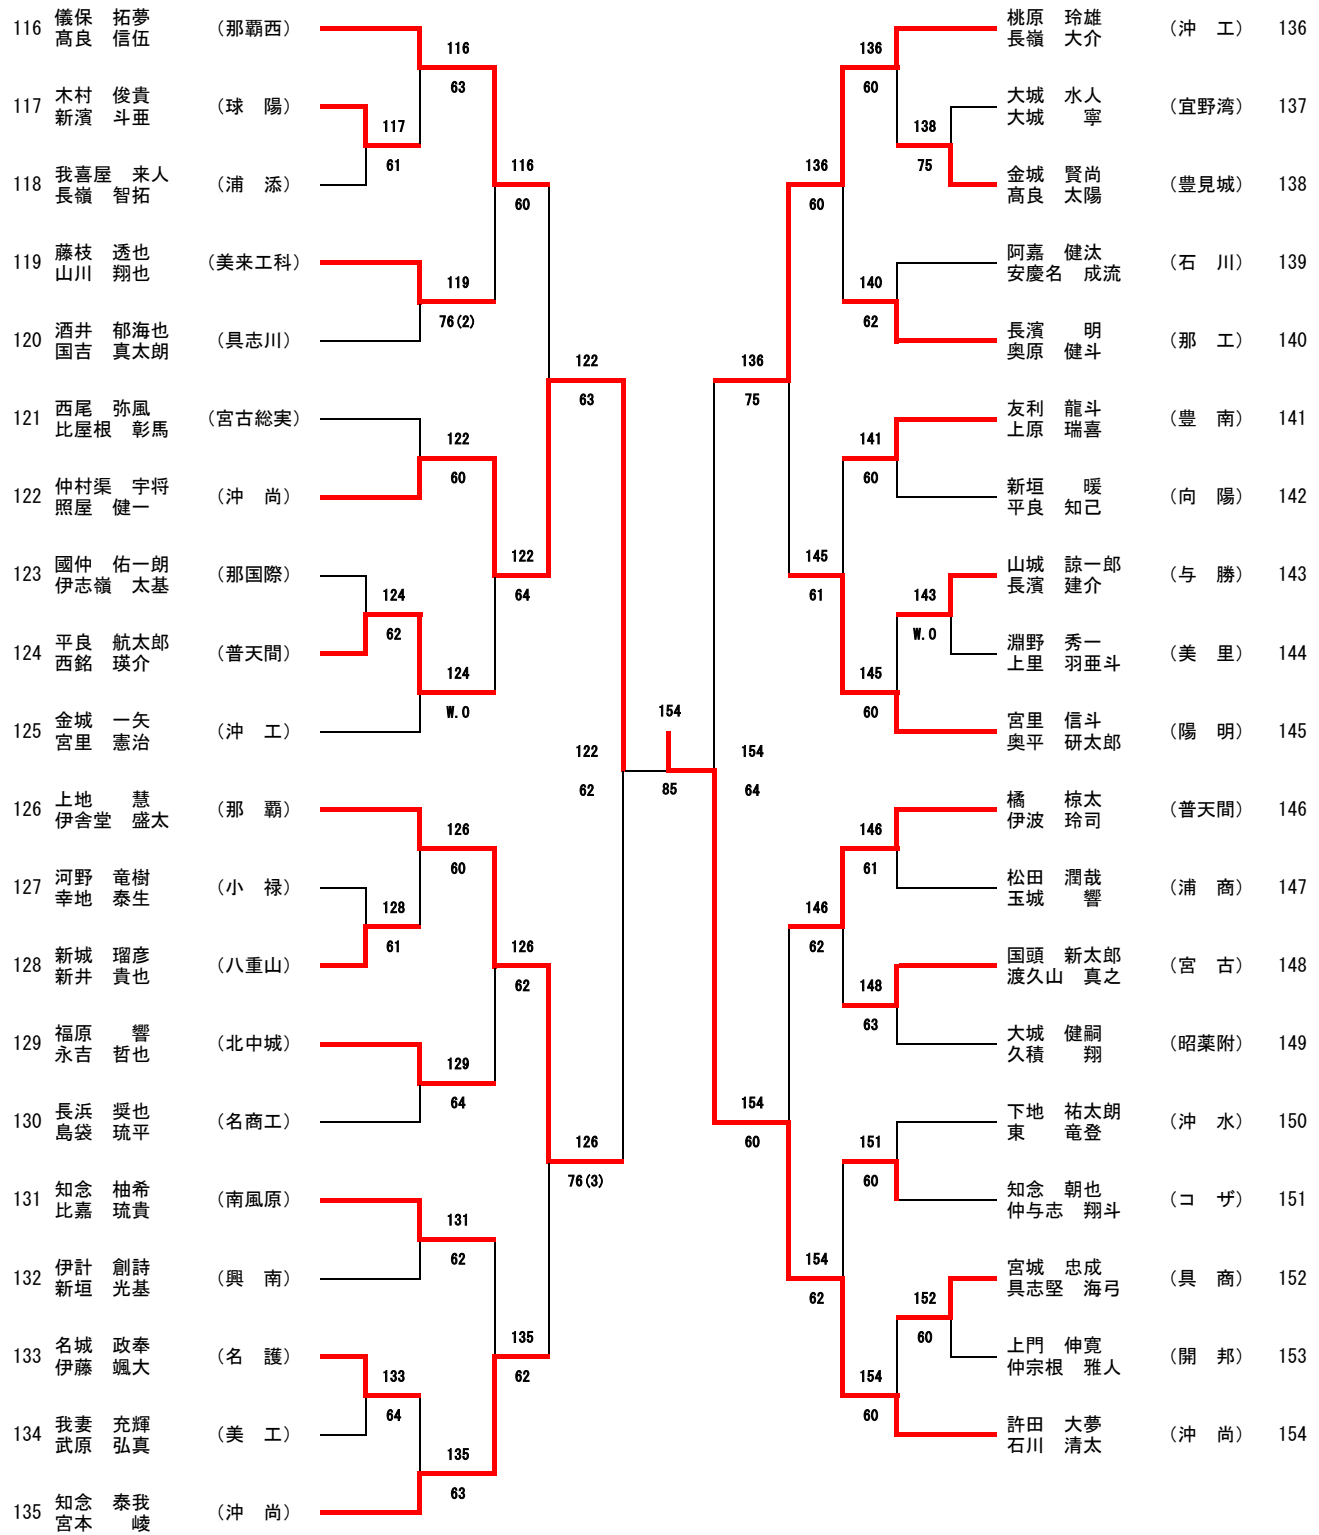 116 儀保　拓夢 （那覇西）
髙良　信伍
117 木村　俊貴 （球　陽）
新濱　斗亜
118 我喜屋　来人 （浦　添）
長嶺　智拓
119 藤枝　透也 （美来工科）
山川　翔也
120 酒井　郁海也 （具志川）
国吉　真太朗
121 西尾　弥風 （宮古総実）
比屋根　彰馬
122 仲村渠　宇将 （沖　尚）
照屋　健一
123 國仲　佑一朗 （那国際）
伊志嶺　太基
124 平良　航太郎 （普天間）
西銘　瑛介
125 金城　一矢 （沖　工）
宮里　憲治
126 上地　　慧 （那　覇）
伊舎堂　盛太
127 河野　竜樹 （小　禄）
幸地　泰生
128 新城　瑠彦 （八重山）
新井　貴也
129 福原　　響 （北中城）
永吉　哲也
130 長浜　奨也 （名商工）
島袋　琉平
131 知念　柚希 （南風原）
比嘉　琉貴
132 伊計　創詩 （興　南）
新垣　光基
133 名城　政奉 （名　護）
伊藤　颯大
134 我妻　充輝 （美　工）
武原　弘真
135 知念　泰我 （沖　尚）
宮本　　崚
117
61
124
62
128
61
133
64
116
63
119
76(2)
122
60
124
W.O
126
60
129
64
131
62
135
63
116
60
122
64
126
62
135
62
122
63
126
76(3)
122
62
154
85
154
64
136
75
154
60
136
60
145
61
146
62
154
62
136
60
140
62
141
60
145
60
146
61
148
63
151
60
154
60
138
75
143
W.O
152
60
桃原　玲雄 （沖　工） 136
長嶺　大介
大城　水人 （宜野湾） 137
大城　　寧
金城　賢尚 （豊見城） 138
髙良　太陽
阿嘉　健汰 （石　川） 139
安慶名　成流
長濱　　明 （那　工） 140
奥原　健斗
友利　龍斗 （豊　南） 141
上原　瑞喜
新垣　　暖 （向　陽） 142
平良　知己
山城　諒一郎 （与　勝） 143
長濱　建介
淵野　秀一 （美　里） 144
上里　羽亜斗
宮里　信斗 （陽　明） 145
奥平　研太郎
橘　　椋太 （普天間） 146
伊波　玲司
松田　潤哉 （浦　商） 147
玉城　　響
国頭　新太郎 （宮　古） 148
渡久山　真之
大城　健嗣 （昭薬附） 149
久積　　翔
下地　祐太朗 （沖　水） 150
東　　竜登
知念　朝也 （コ　ザ） 151
仲与志　翔斗
宮城　忠成 （具　商） 152
具志堅　海弓
上門　伸寛 （開　邦） 153
仲宗根　雅人
許田　大夢 （沖　尚） 154
石川　清太